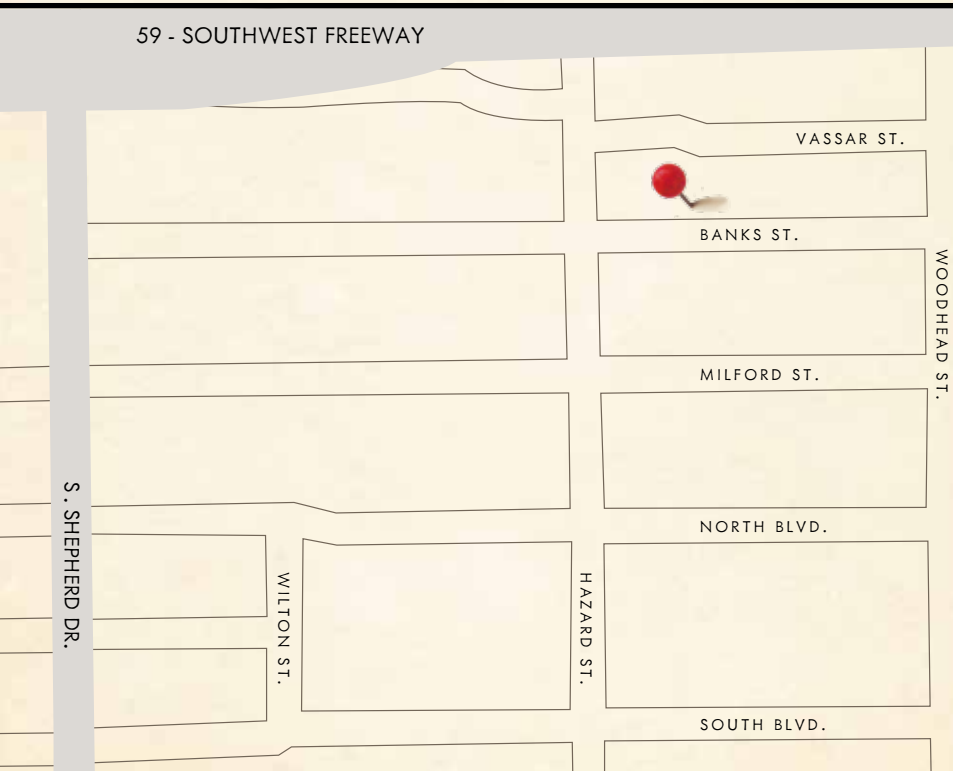 59 - SOUTHWEST FREEWAY
VASSAR ST.
BANKS ST.
WOODHEAD ST.
MILFORD ST.
S. SHEPHERD DR.
NORTH BLVD.
WILTON ST.
HAZARD ST.
SOUTH BLVD.